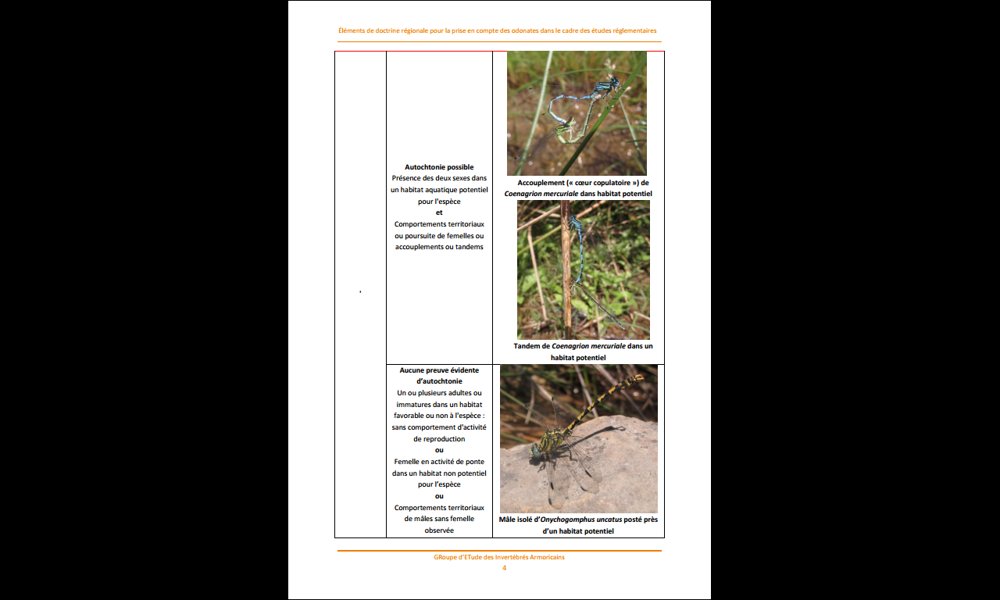 Éléments de doctrine régionale pour la prise en compte des odonates dans le cadre des études réglementaires
Autochtonie possible
Présence des deux sexes dans
un habitat aquatique potentiel
pour l'espèce
et
Comportements territoriaux
ou poursuite de femelles ou
accouplements ou tandems
Accouplement (« cœur copulatoire ») de
Coenagrion mercuriale dans habitat potentiel
Tandem de Coenagrion mercuriale dans un
habitat potentiel
Aucune preuve évidente
d'autochtonie
Un ou plusieurs adultes ou
immatures dans un habitat
favorable ou non à l'espèce :
sans comportement d'activité
de reproduction
ou
Femelle en activité de ponte
dans un habitat non potentiel
pour l'espèce
ou
Comportements territoriaux
de mâles sans femelle
observée
Mâle isolé d'Onychogomphus uncatus posté près
d'un habitat potentiel
GRoupe d'ETude des Invertébrés Armoricains
4